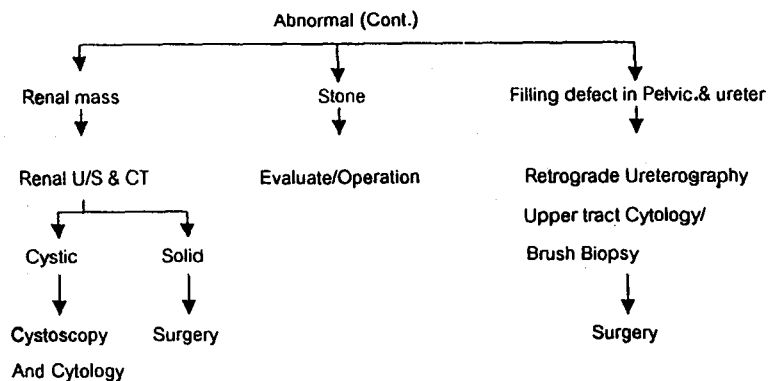 Abnormal (Cont.)
Renal mass
Stone
Filling defect in Pelvic.& ureter
Renal U/S & CT
Evaluate/Operation
Retrograde Ureterography
Upper tract Cytology/
Brush Biopsy
Cystic
Solid
Cystoscopy
And Cytology
Surgery
Surgery